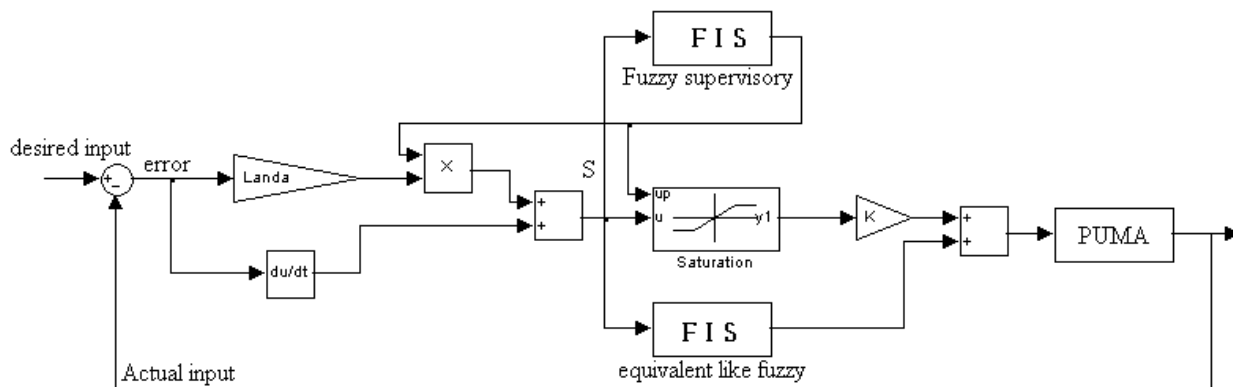 F I S
Fuzzy supervisory
desired input
+
−
error
Landa
×
du/dt
+
+
S
up
u
y1
Saturation
K
+
+
PUMA
F I S
equivalent like fuzzy
Actual input